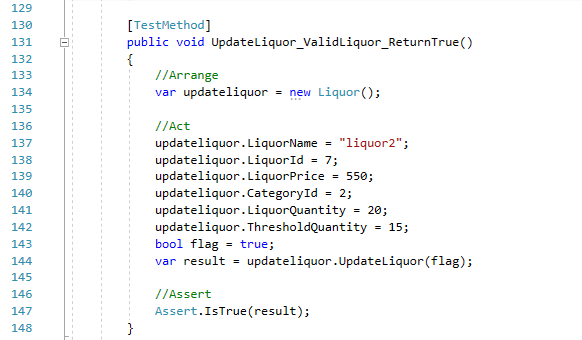 129
130 [TestMethod]
131 public void UpdateLiquor_ValidLiquor_ReturnTrue()
132 {
133 //Arrange
134 var updateliquor = new Liquor();
135
136 //Act
137 updateliquor.LiquorName = "liquor2";
138 updateliquor.LiquorId = 7;
139 updateliquor.LiquorPrice = 550;
140 updateliquor.CategoryId = 2;
141 updateliquor.LiquorQuantity = 20;
142 updateliquor.ThresholdQuantity = 15;
143 bool flag = true;
144 var result = updateliquor.UpdateLiquor(flag);
145
146 //Assert
147 Assert.IsTrue(result);
148 }